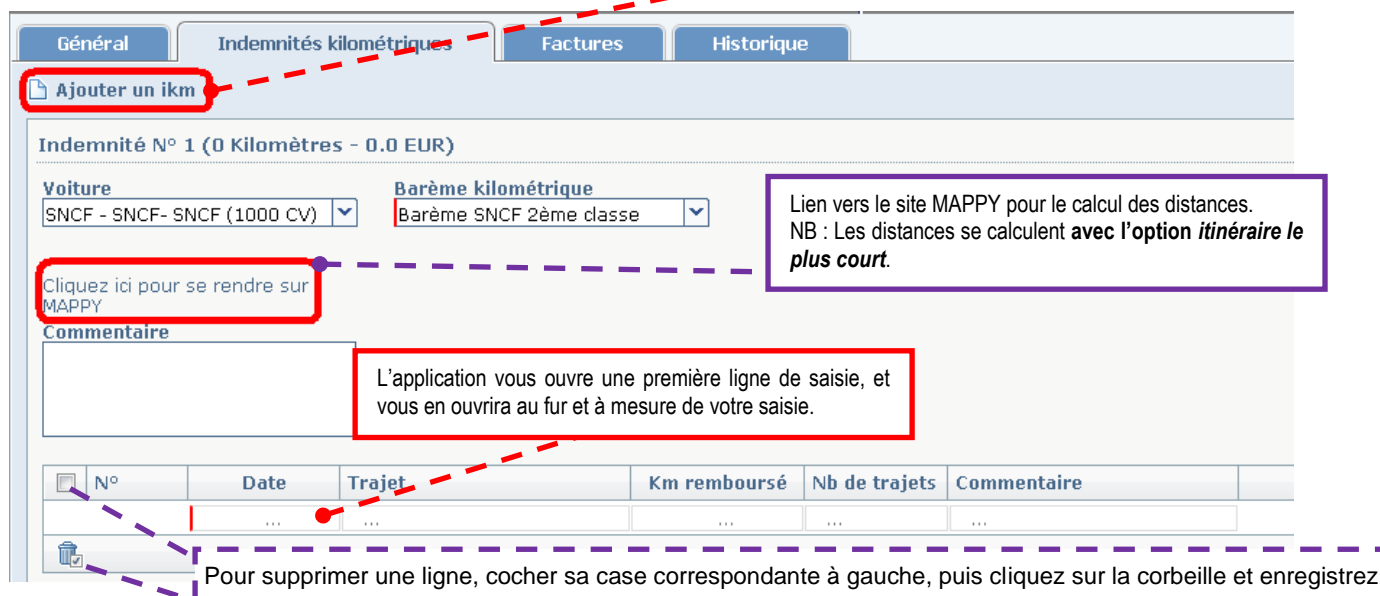 Général Indemnités kilométriques Factures Historique
Ajouter un ikm
Indemnité N° 1 (0 Kilomètres - 0.0 EUR)
Voiture Barème kilométrique
SNCF - SNCF- SNCF (1000 CV) Barème SNCF 2ème classe
Lien vers le site MAPPY pour le calcul des distances.
NB : Les distances se calculent avec l'option itinéraire le
plus court.
Cliquez ici pour se rendre sur
MAPPY
Commentaire
L'application vous ouvre une première ligne de saisie, et
vous en ouvrira au fur et à mesure de votre saisie.
N° Date Trajet Km remboursé Nb de trajets Commentaire
... ... ... ... ...
Pour supprimer une ligne, cocher sa case correspondante à gauche, puis cliquez sur la corbeille et enregistrez